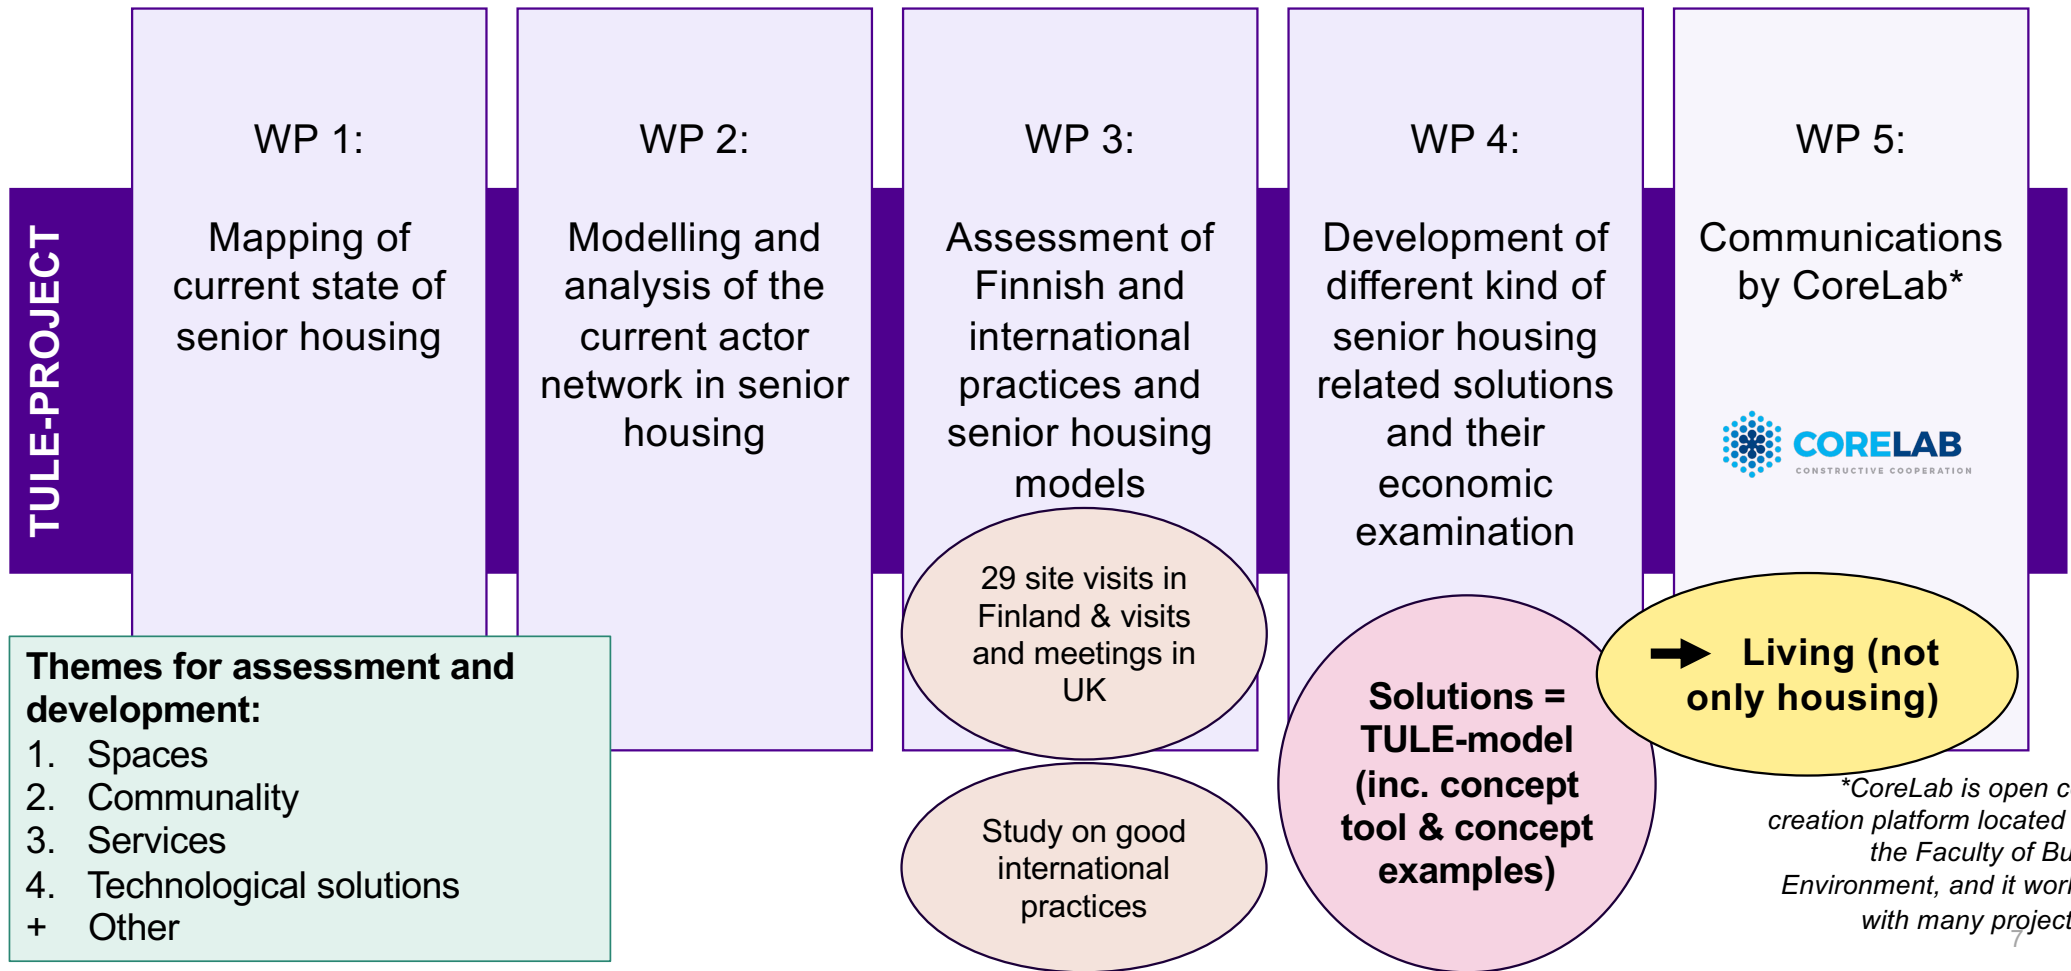 TULE-PROJECT
WP 1:
Mapping of
current state of
senior housing
WP 2:
Modelling and
analysis of the
current actor
network in senior
housing
WP 3:
Assessment of
Finnish and
international
practices and
senior housing
models
29 site visits in
Finland & visits
and meetings in
UK
Study on good
international
practices
WP 4:
Development of
different kind of
senior housing
related solutions
and their
economic
examination
Solutions =
TULE-model
(inc. concept
tool & concept
examples)
WP 5:
Communications
by CoreLab*
CORELAB
CONSTRUCTIVE COOPERATION
➡ Living (not
only housing)
Themes for assessment and
development:
1. Spaces
2. Communality
3. Services
4. Technological solutions
+ Other
*CoreLab is open c
creation platform located
the Faculty of Bu
Environment, and it work
with many project
7